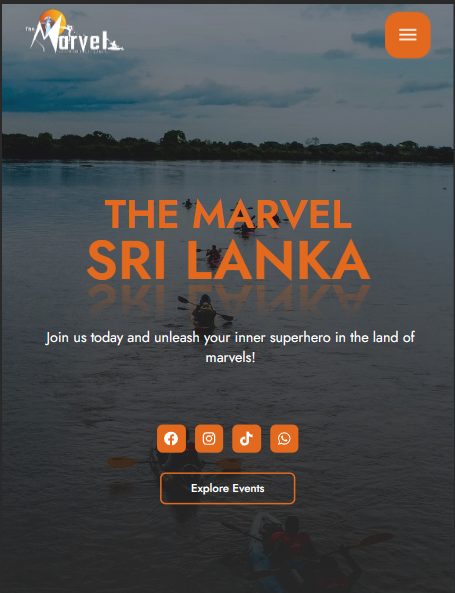 THE
Marvel
THE MARVEL
SRI LANKA
Join us today and unleash your inner superhero in the land of
marvels!
Explore Events